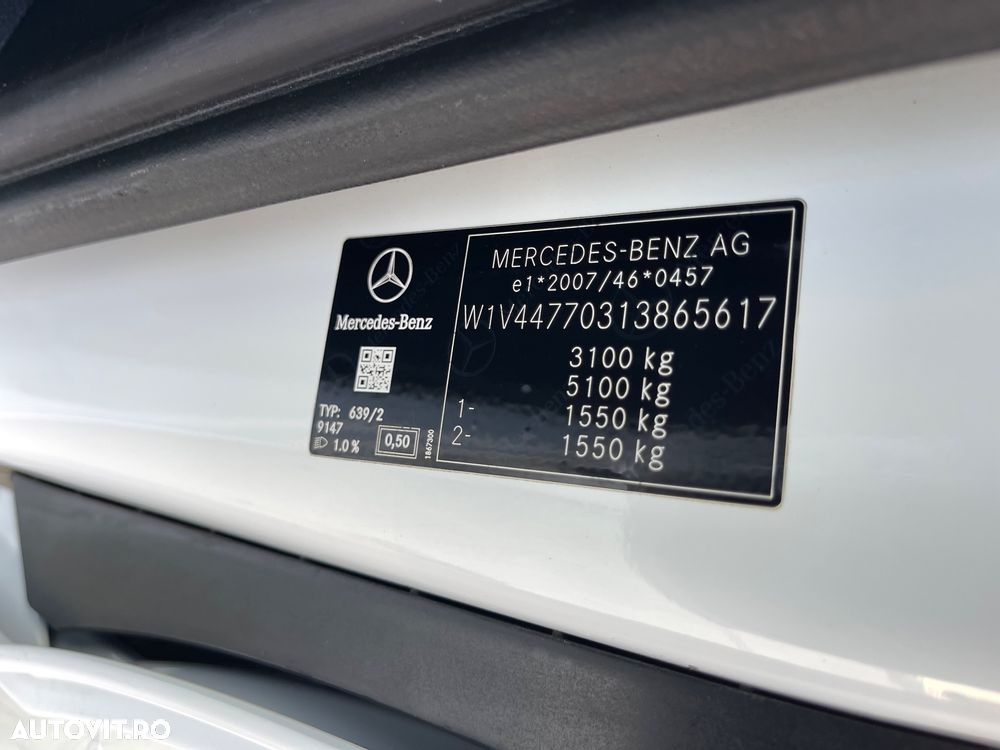 Mercedes-Benz
TYP: 639/2
9147
1.0 %
0,50
1867300
MERCEDES-BENZ AG
e1*2007/46*0457
W1V44770313865617
3100 kg
5100 kg
1- 1550 kg
2- 1550 kg
AUTOVIT.RO